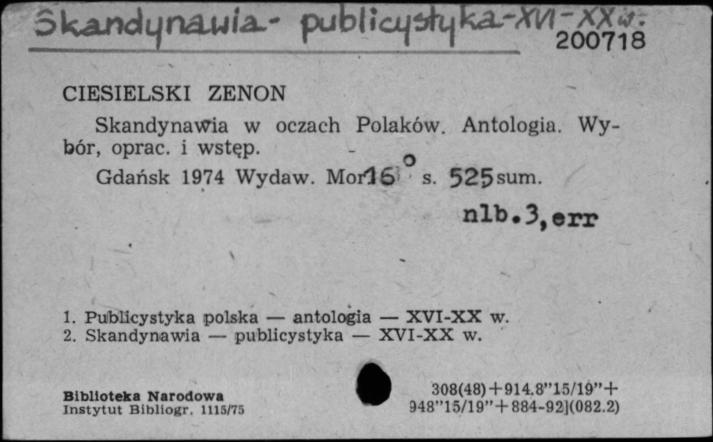 Skandynawia - publicystyka - XVI - XX w.
200718
CIESIELSKI ZENON
Skandynawia w oczach Polaków. Antologia. Wy-
bór, oprac. i wstęp.
Gdańsk 1974 Wydaw. Mor. 16° s. 525 sum.
nlb. 3, err
1. Publicystyka polska — antologia — XVI-XX w.
2. Skandynawia — publicystyka — XVI-XX w.
Biblioteka Narodowa
Instytut Bibliogr. 1115/75
308(48)+914.8"15/19"+
948"15/19"+884-92](082.2)